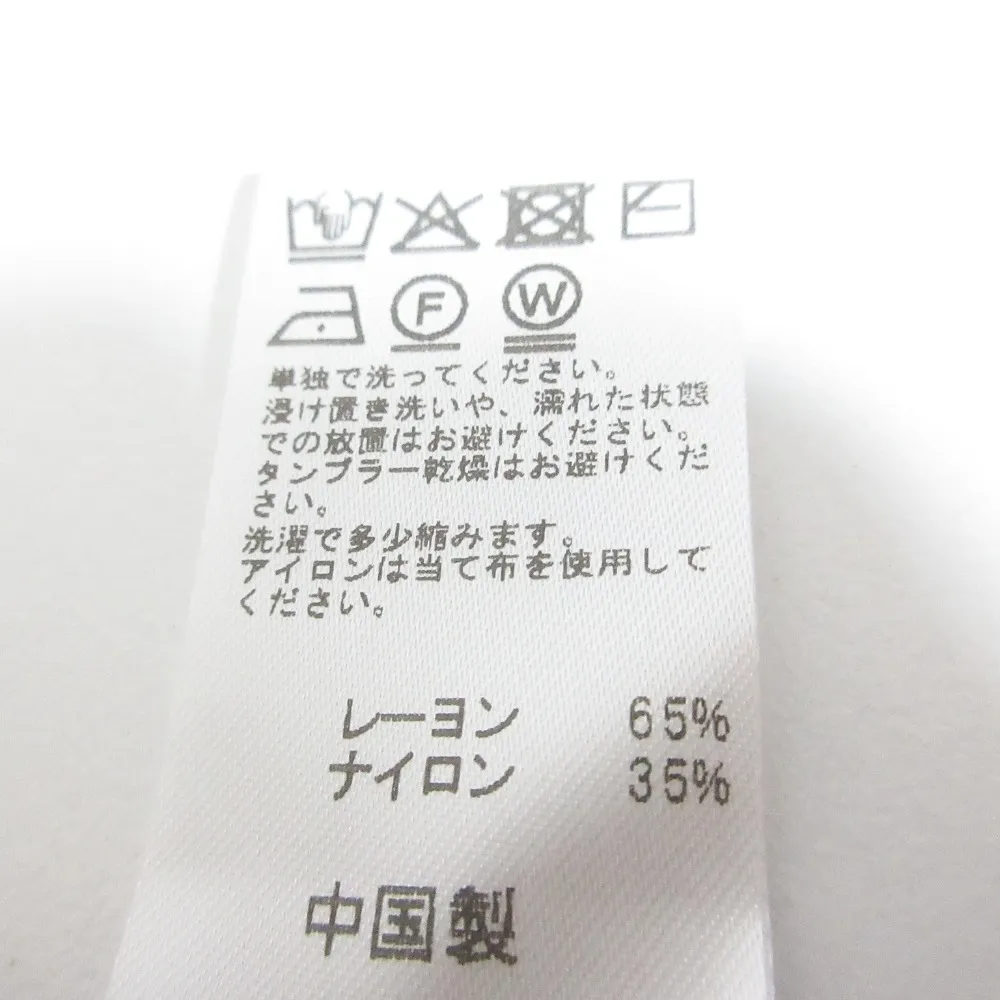 F W
単独で洗ってください。
浸け置き洗いや、濡れた状態
での放置はお避けください。
タンブラー乾燥はお避けくだ
さい。
洗濯で多少縮みます。
アイロンは当て布を使用して
ください。
レーヨン 65%
ナイロン 35%
中国製